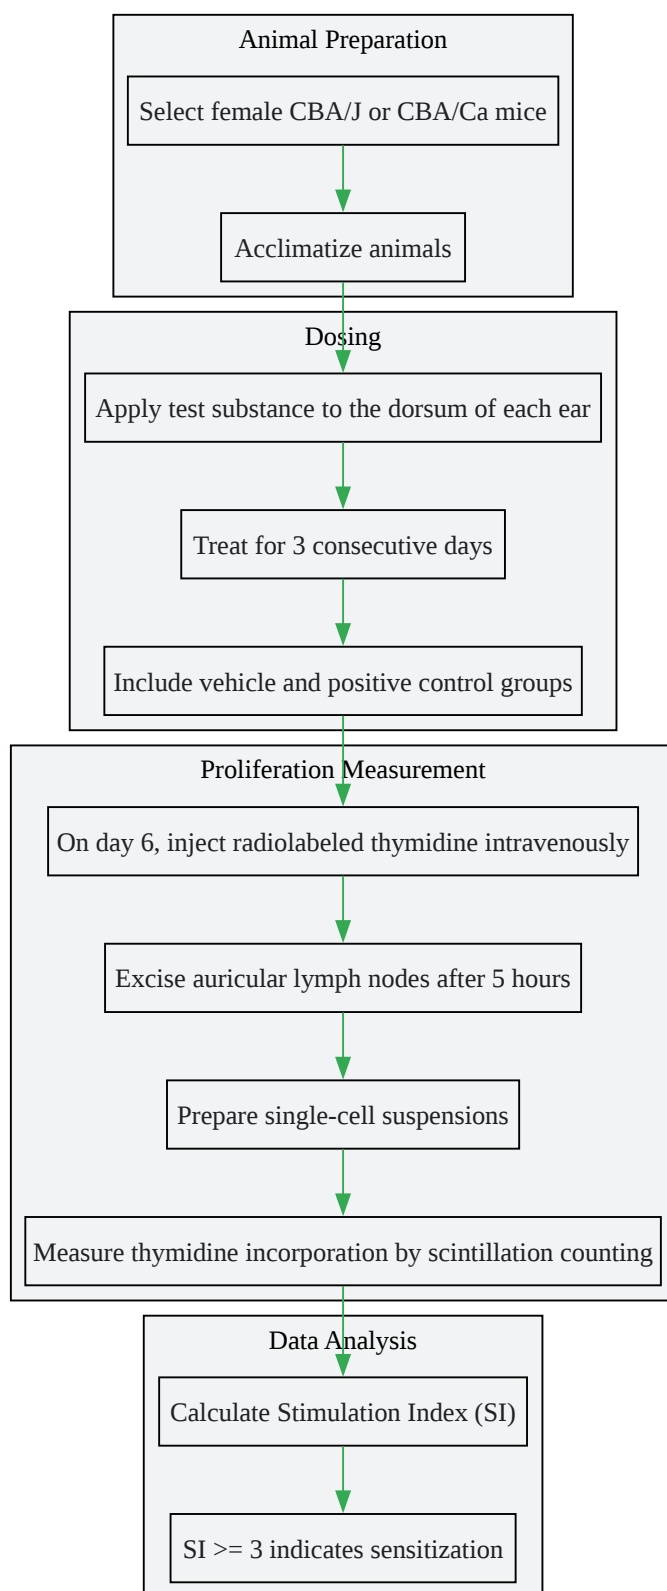 Animal Preparation
Select female CBA/J or CBA/Ca mice
Acclimatize animals
Dosing
Apply test substance to the dorsum of each ear
Treat for 3 consecutive days
Include vehicle and positive control groups
Proliferation Measurement
On day 6, inject radiolabeled thymidine intravenously
Excise auricular lymph nodes after 5 hours
Prepare single-cell suspensions
Measure thymidine incorporation by scintillation counting
Data Analysis
Calculate Stimulation Index (SI)
SI >= 3 indicates sensitization